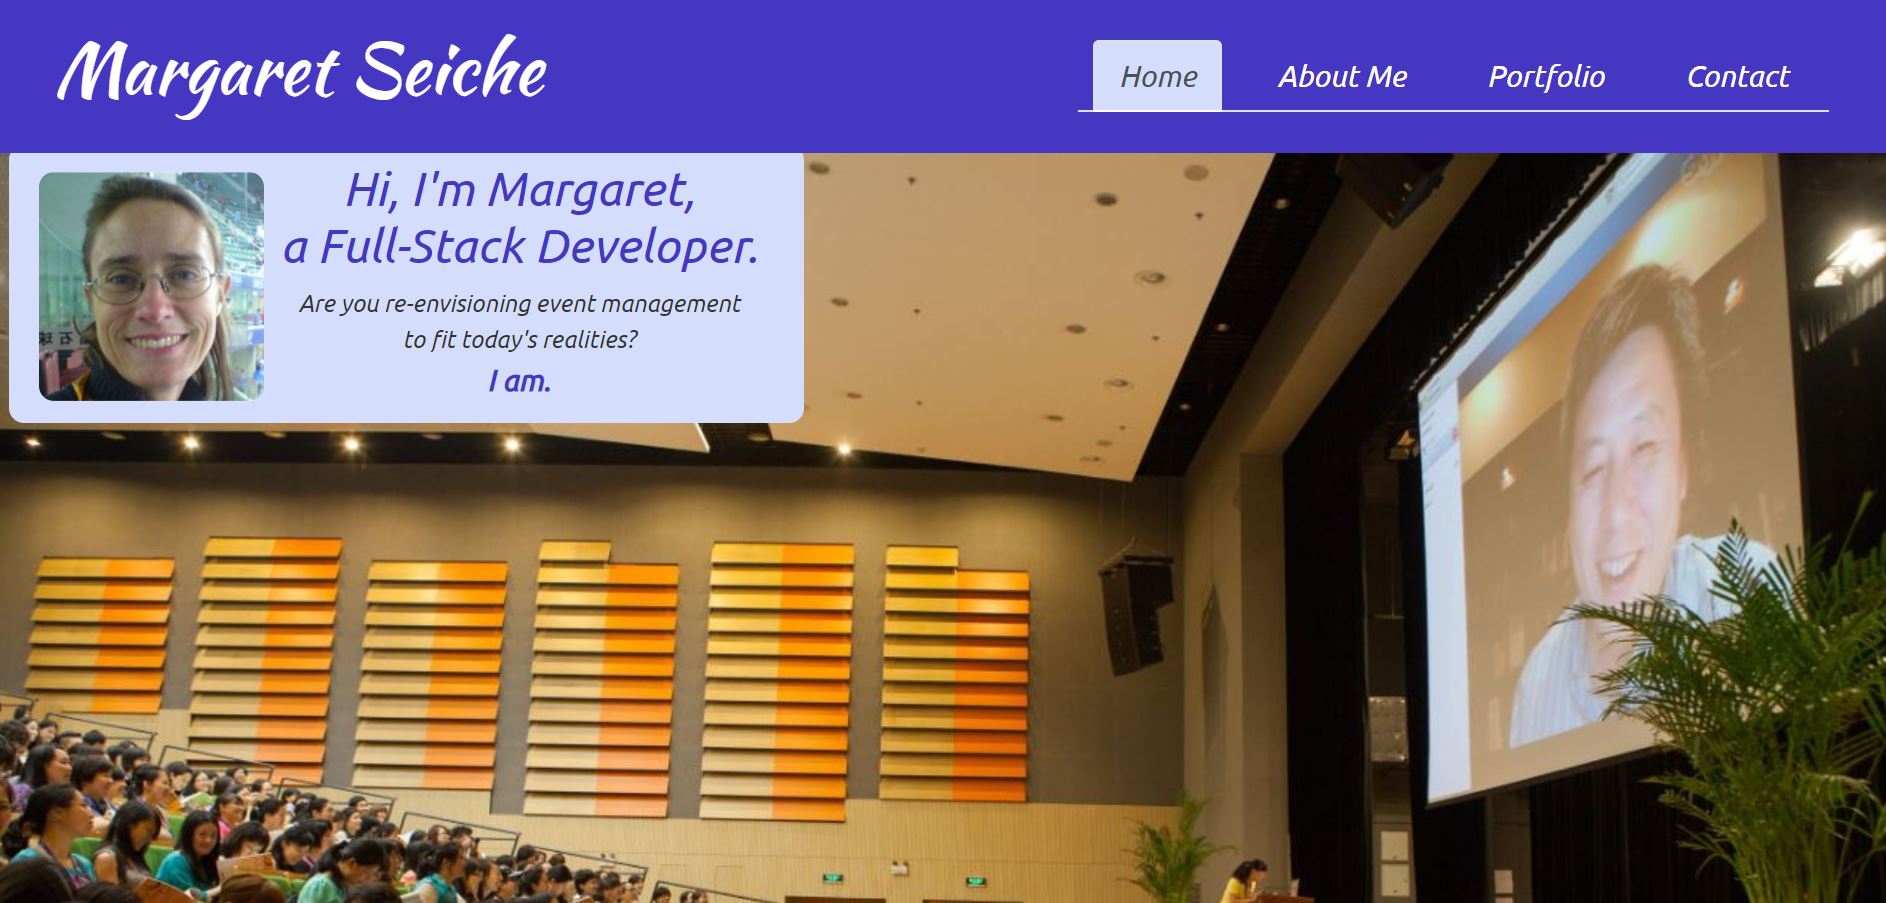 Margaret Seiche
Home About Me Portfolio Contact
Hi, I'm Margaret,
a Full-Stack Developer.
Are you re-envisioning event management
to fit today's realities?
I am.